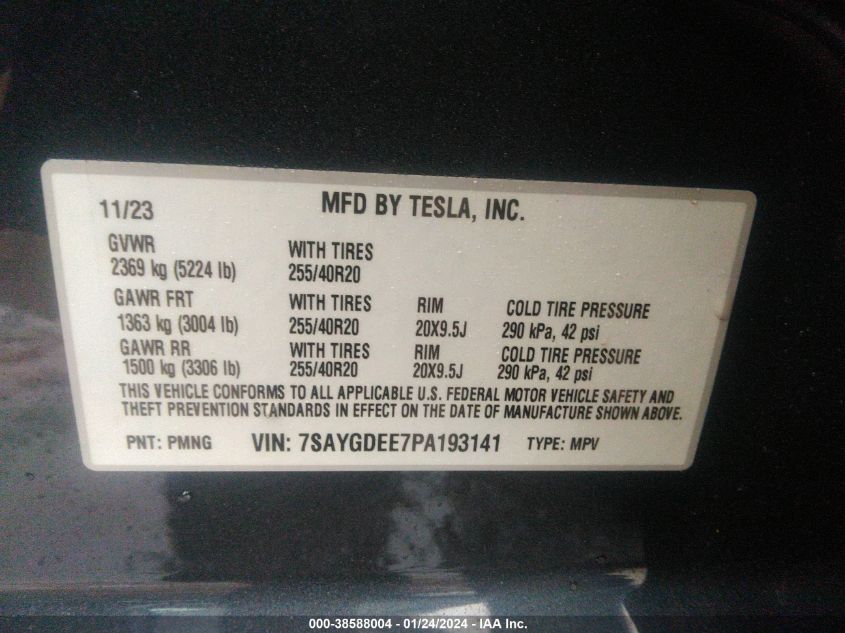 11/23 MFD BY TESLA, INC.
GVWR
2369 kg (5224 lb)
WITH TIRES
255/40R20
GAWR FRT WITH TIRES RIM COLD TIRE PRESSURE
1363 kg (3004 lb) 255/40R20 20X9.5J 290 kPa, 42 psi
GAWR RR WITH TIRES RIM COLD TIRE PRESSURE
1500 kg (3306 lb) 255/40R20 20X9.5J 290 kPa, 42 psi
THIS VEHICLE CONFORMS TO ALL APPLICABLE U.S. FEDERAL MOTOR VEHICLE SAFETY AND
THEFT PREVENTION STANDARDS IN EFFECT ON THE DATE OF MANUFACTURE SHOWN ABOVE.
PNT: PMNG VIN: 7SAYGDEE7PA193141 TYPE: MPV
000-38588004 - 01/24/2024 - IAA Inc.